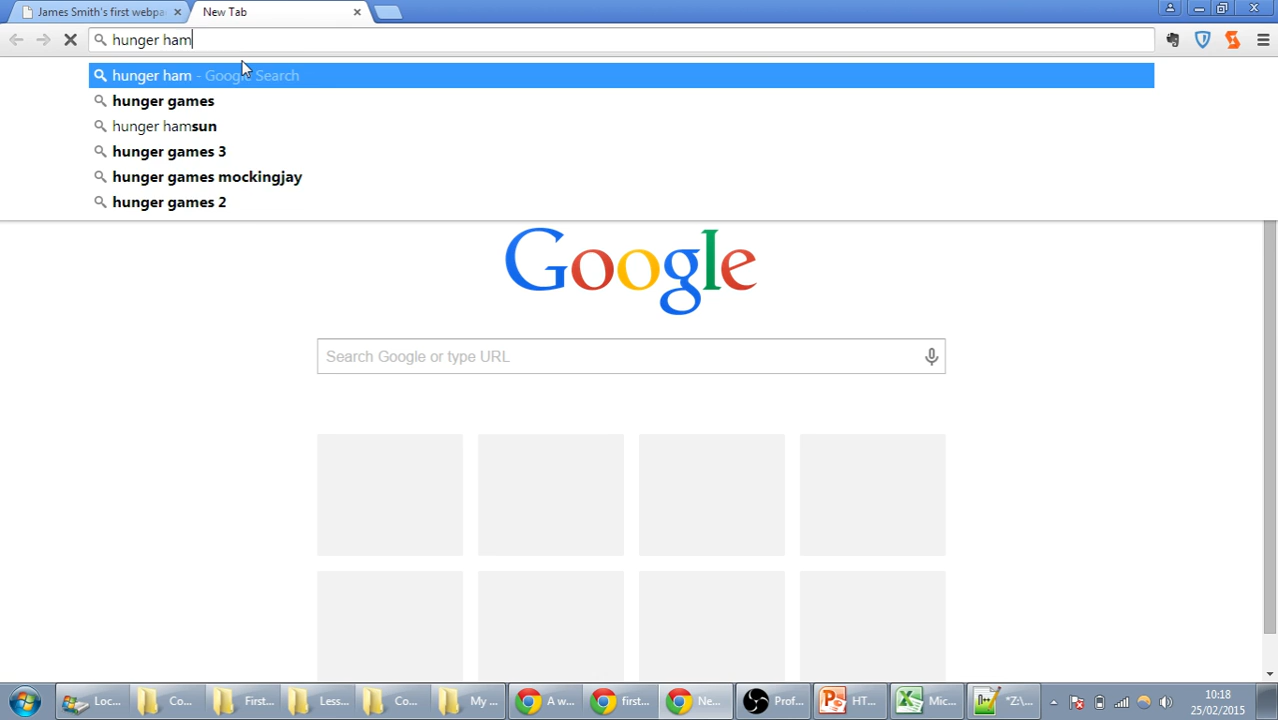 James Smith's first webpa
New Tab
hunger ham
hunger ham - Google Search
hunger games
hunger hamsun
hunger games 3
hunger games mockingjay
hunger games 2
Google
Search Google or type URL
Loc...
Co...
First...
Less...
Co...
My ...
A w...
first...
Ne...
Prof...
HT...
Mic...
*Z:\...
10:18
25/02/2015